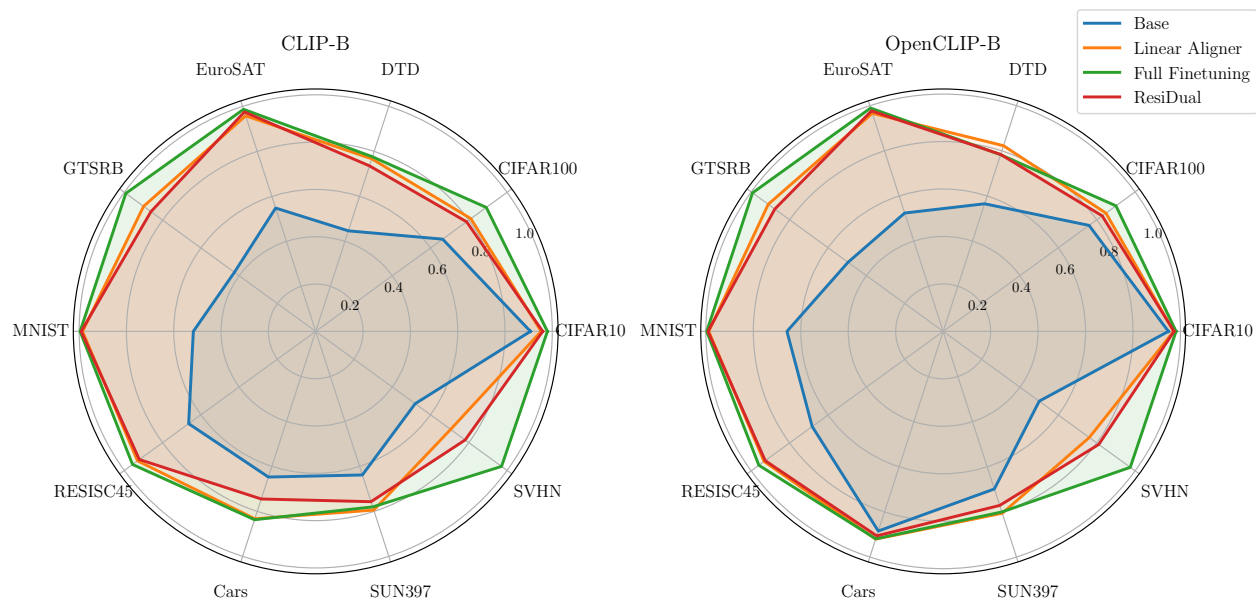 Base
Linear Aligner
Full Finetuning
ResiDual
CLIP-B
EuroSAT
DTD
GTSRB
CIFAR100
MNIST
CIFAR10
RESISC45
SVHN
Cars
SUN397
0.2
0.4
0.6
0.8
1.0
OpenCLIP-B
EuroSAT
DTD
GTSRB
CIFAR100
MNIST
CIFAR10
RESISC45
SVHN
Cars
SUN397
0.2
0.4
0.6
0.8
1.0